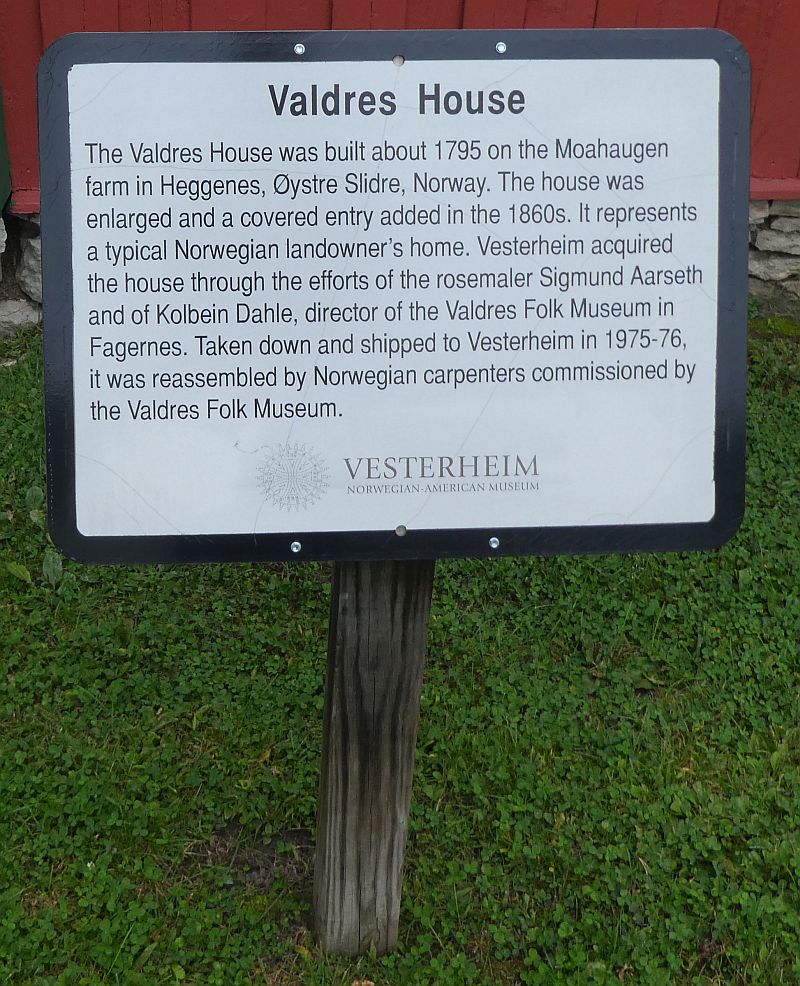 Valdres House
The Valdres House was built about 1795 on the Moahaugen
farm in Heggenes, Øystre Slidre, Norway. The house was
enlarged and a covered entry added in the 1860s. It represents
a typical Norwegian landowner's home. Vesterheim acquired
the house through the efforts of the rosemaler Sigmund Aarseth
and of Kolbein Dahle, director of the Valdres Folk Museum in
Fagernes. Taken down and shipped to Vesterheim in 1975-76,
it was reassembled by Norwegian carpenters commissioned by
the Valdres Folk Museum.
VESTERHEIM
NORWEGIAN-AMERICAN MUSEUM